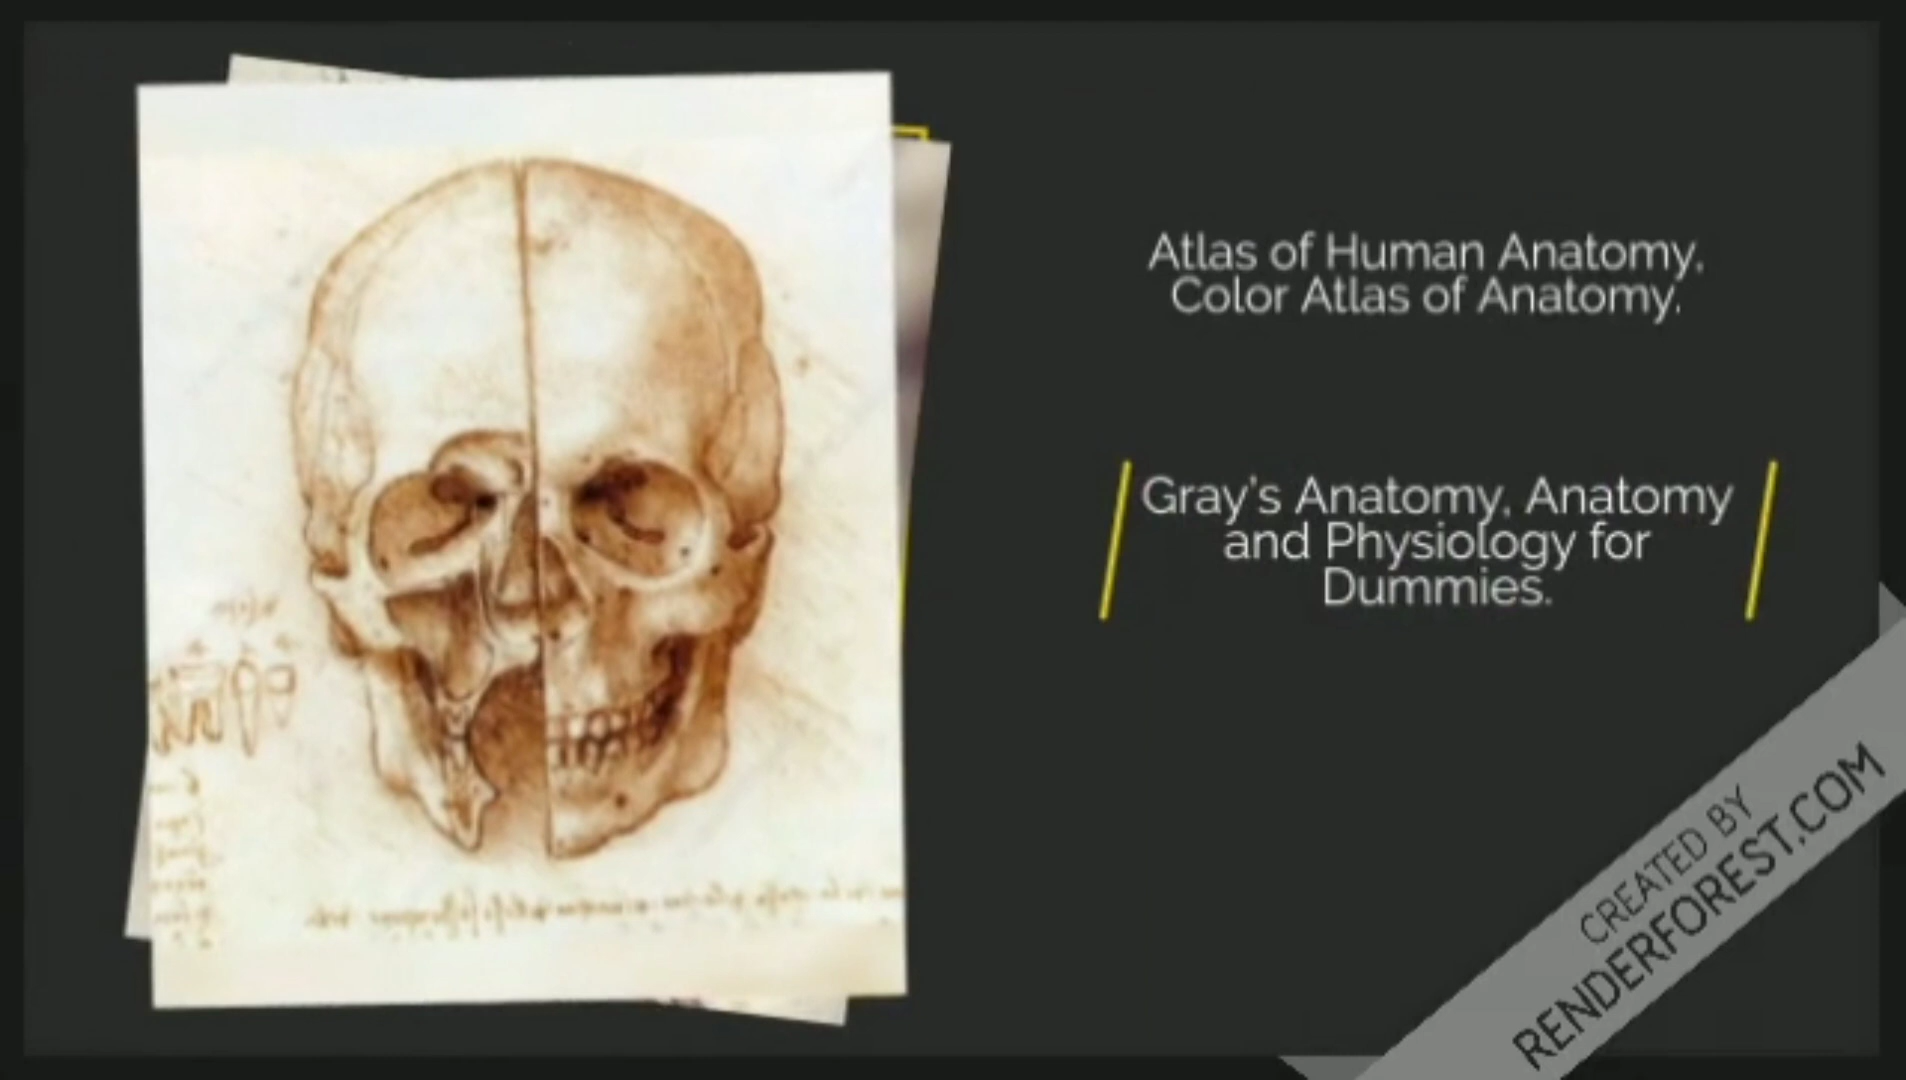 Atlas of Human Anatomy,
Color Atlas of Anatomy.
Gray's Anatomy, Anatomy
and Physiology for
Dummies.
CREATED BY
RENDERFOREST.COM